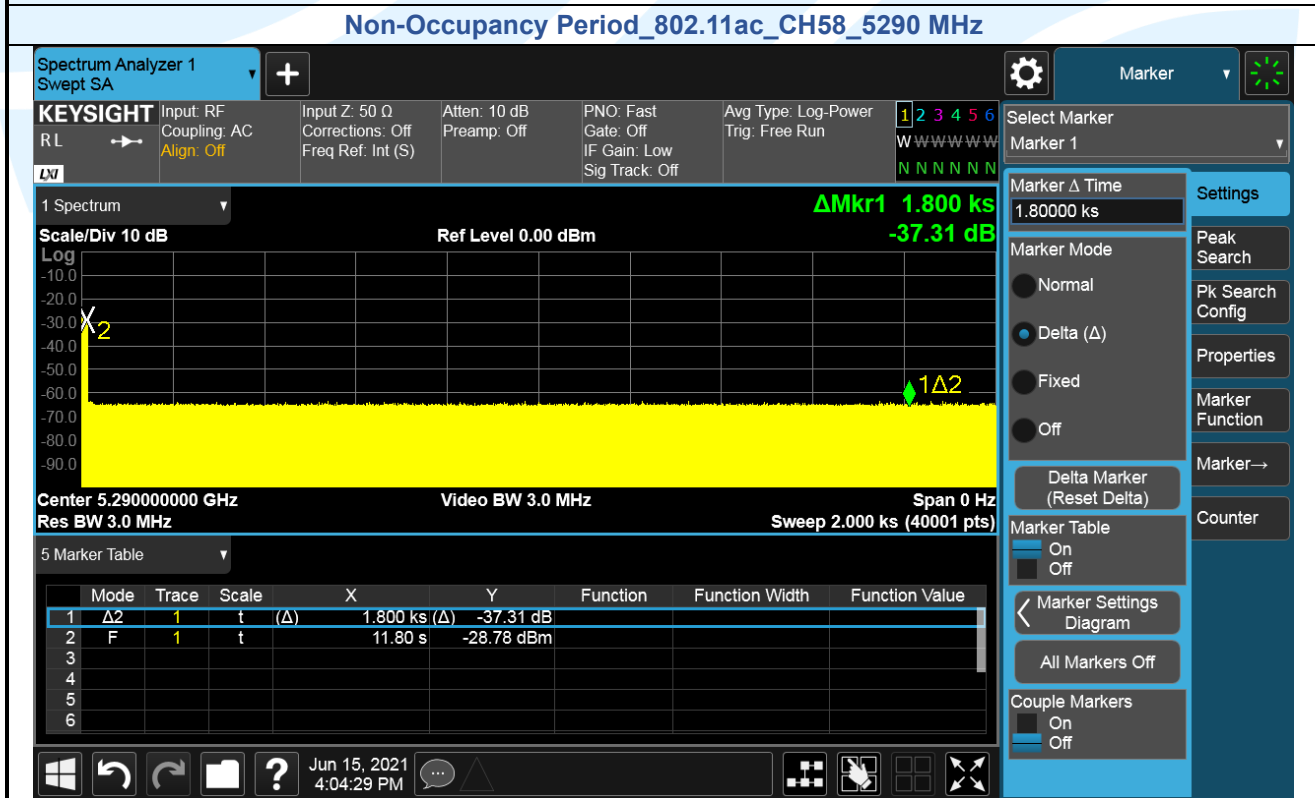 Non-Occupancy Period_802.11ac_CH58_5290 MHz
Spectrum Analyzer 1
Swept SA
Marker
KEYSIGHT
R L
LXI
Input: RF
Coupling: AC
Align: Off
Input Z: 50 Ω
Corrections: Off
Freq Ref: Int (S)
Atten: 10 dB
Preamp: Off
PNO: Fast
Gate: Off
IF Gain: Low
Sig Track: Off
Avg Type: Log-Power
Trig: Free Run
1 2 3 4 5 6
W W W W W W
N N N N N N
Select Marker
Marker 1
1 Spectrum
Scale/Div 10 dB
Ref Level 0.00 dBm
ΔMkr1 1.800 ks
-37.31 dB
Log
-10.0
-20.0
-30.0
-40.0
-50.0
-60.0
-70.0
-80.0
-90.0
2
1Δ2
Center 5.290000000 GHz
Video BW 3.0 MHz
Span 0 Hz
Res BW 3.0 MHz
Sweep 2.000 ks (40001 pts)
5 Marker Table
Mode Trace Scale X Y Function Function Width Function Value
1 Δ2 1 t (Δ) 1.800 ks (Δ) -37.31 dB
2 F 1 t 11.80 s -28.78 dBm
3
4
5
6
Marker Δ Time
1.80000 ks
Marker Mode
Normal
Delta (Δ)
Fixed
Off
Delta Marker
(Reset Delta)
Marker Table
On
Off
Marker Settings
Diagram
All Markers Off
Couple Markers
On
Off
Settings
Peak
Search
Pk Search
Config
Properties
Marker
Function
Marker→
Counter
?
Jun 15, 2021
4:04:29 PM